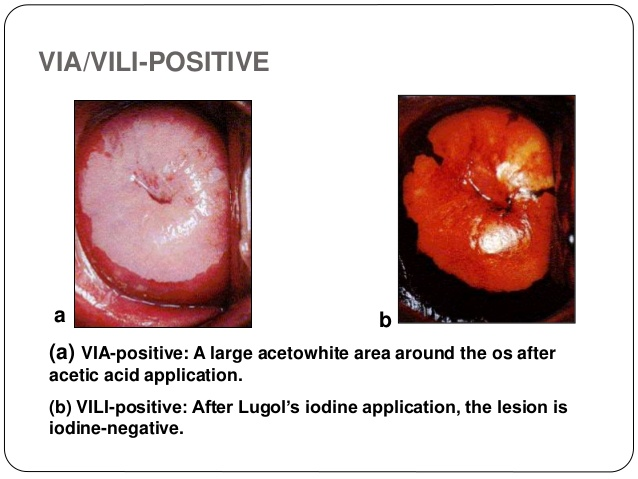 VIA/VILI-POSITIVE
a
b
(a) VIA-positive: A large acetowhite area around the os after
acetic acid application.
(b) VILI-positive: After Lugol’s iodine application, the lesion is
iodine-negative.